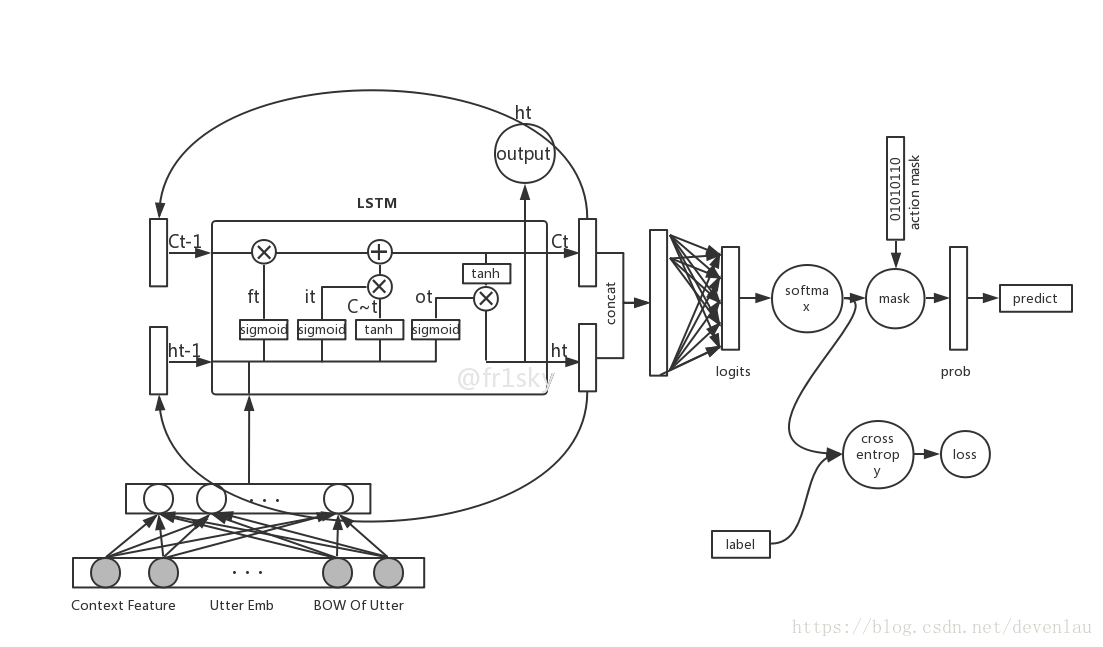 ht
output
01010110
action mask
LSTM
Ct-1
Ct
tanh
ft
it
C~t
ot
sigmoid
sigmoid
tanh
sigmoid
ht-1
ht
concat
@fr1sky
logits
softma
x
mask
predict
prob
cross
entrop
y
loss
label
. . .
. . .
Context Feature
Utter Emb
BOW Of Utter
https://blog.csdn.net/devenlau